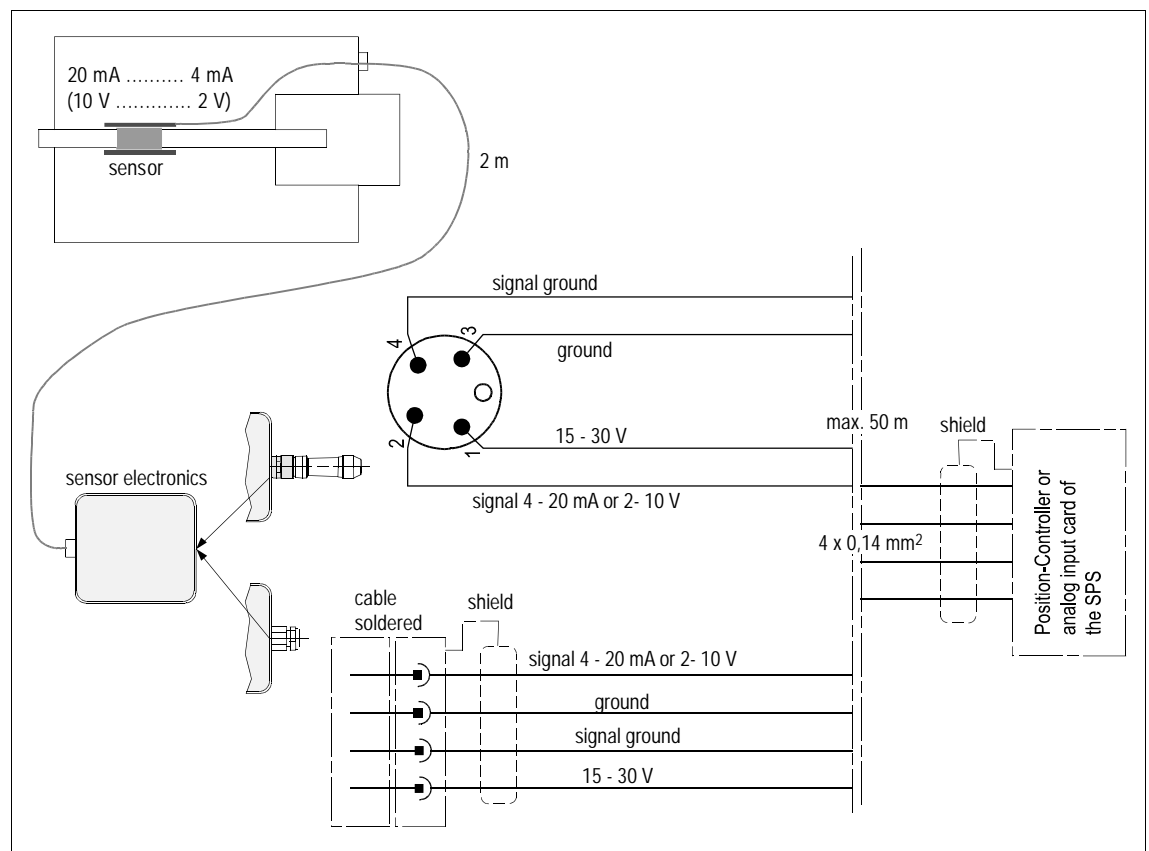 20 mA .......... 4 mA
(10 V ............. 2 V)
sensor
2 m
signal ground
4
3
ground
2
1
15 - 30 V
max. 50 m
shield
signal 4 - 20 mA or 2- 10 V
sensor electronics
4 x 0,14 mm²
Position-Controller or
analog input card of
the SPS
cable
soldered
shield
signal 4 - 20 mA or 2- 10 V
ground
signal ground
15 - 30 V